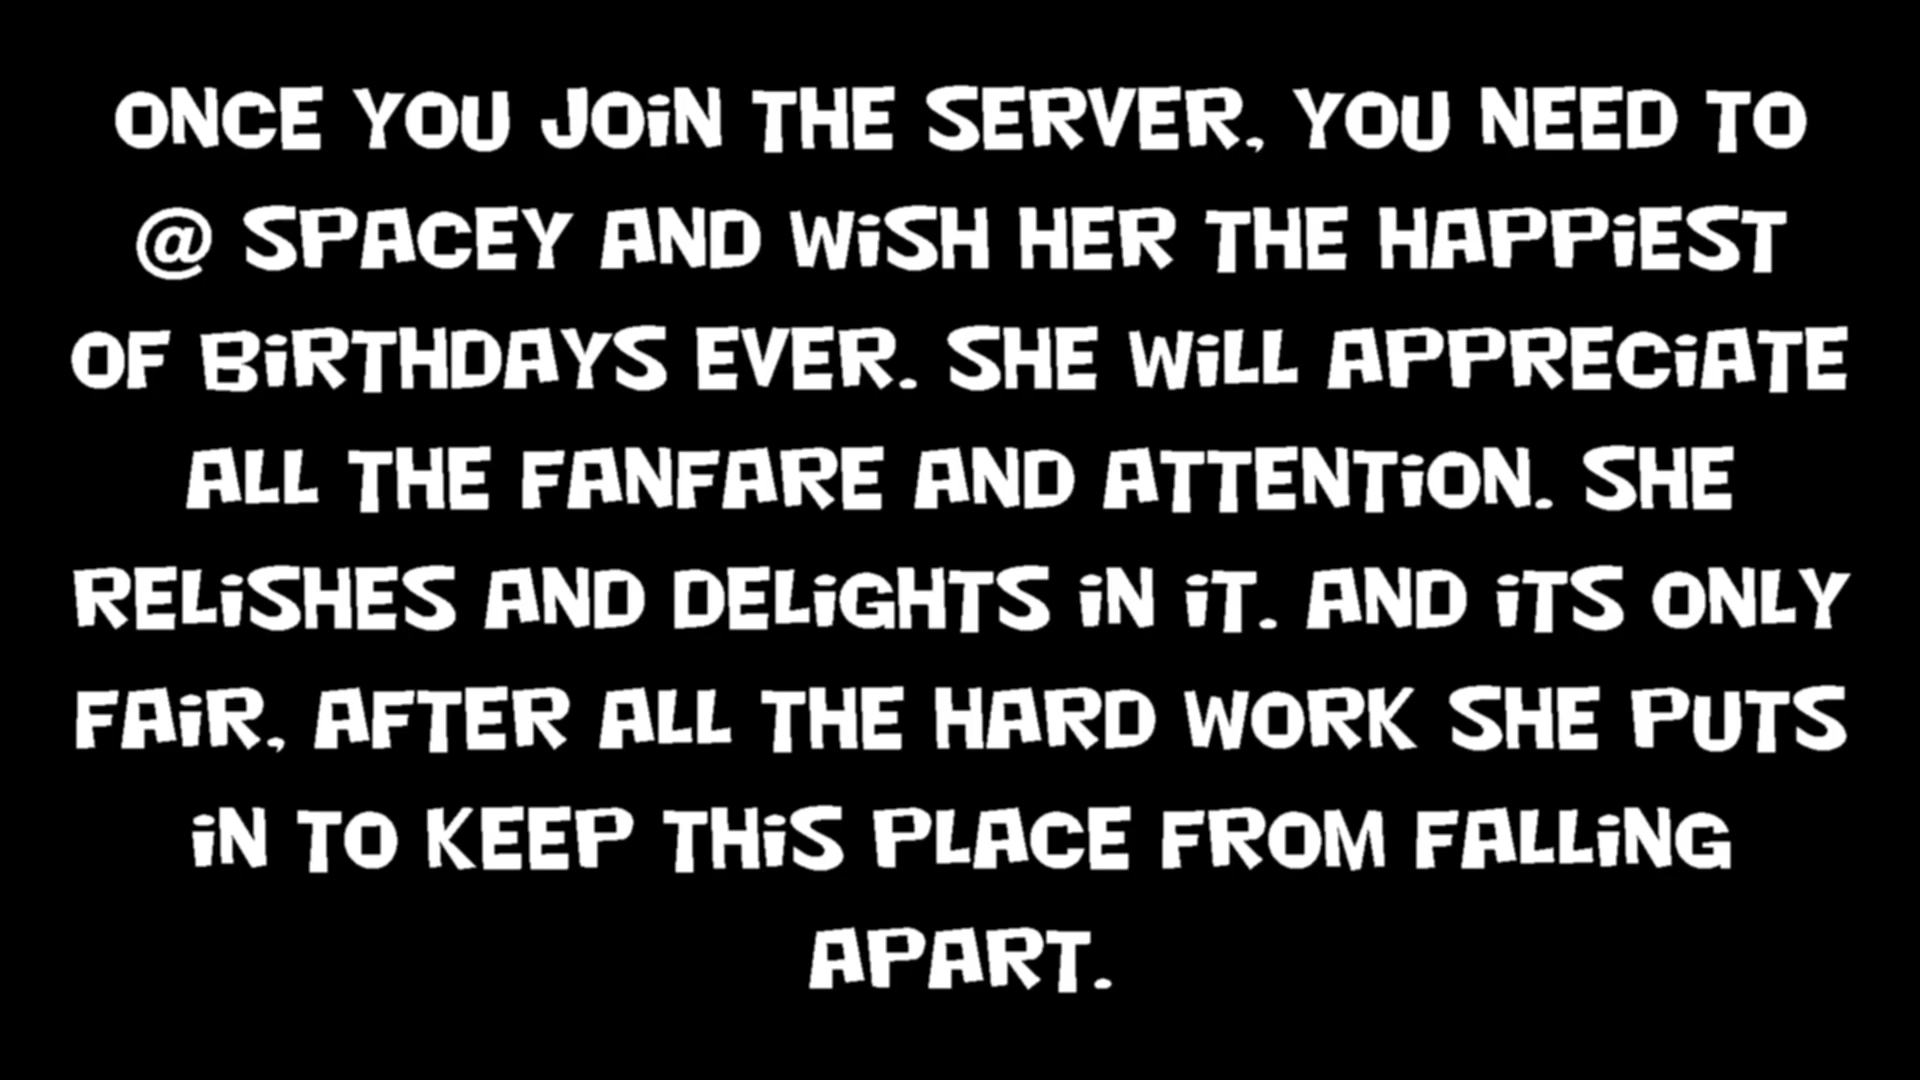 ONCE YOU JOiN THE SERVER, YOU NEED TO
@ SPACEY AND WiSH HER THE HAPPiEST
OF BiRTHDAYS EVER. SHE WiLL APPRECiATE
ALL THE FANFARE AND ATTENTiON. SHE
RELiSHES AND DELiGHTS iN iT. AND iTS ONLY
FAiR, AFTER ALL THE HARD WORK SHE PUTS
iN TO KEEP THiS PLACE FROM FALLiNG
APART.